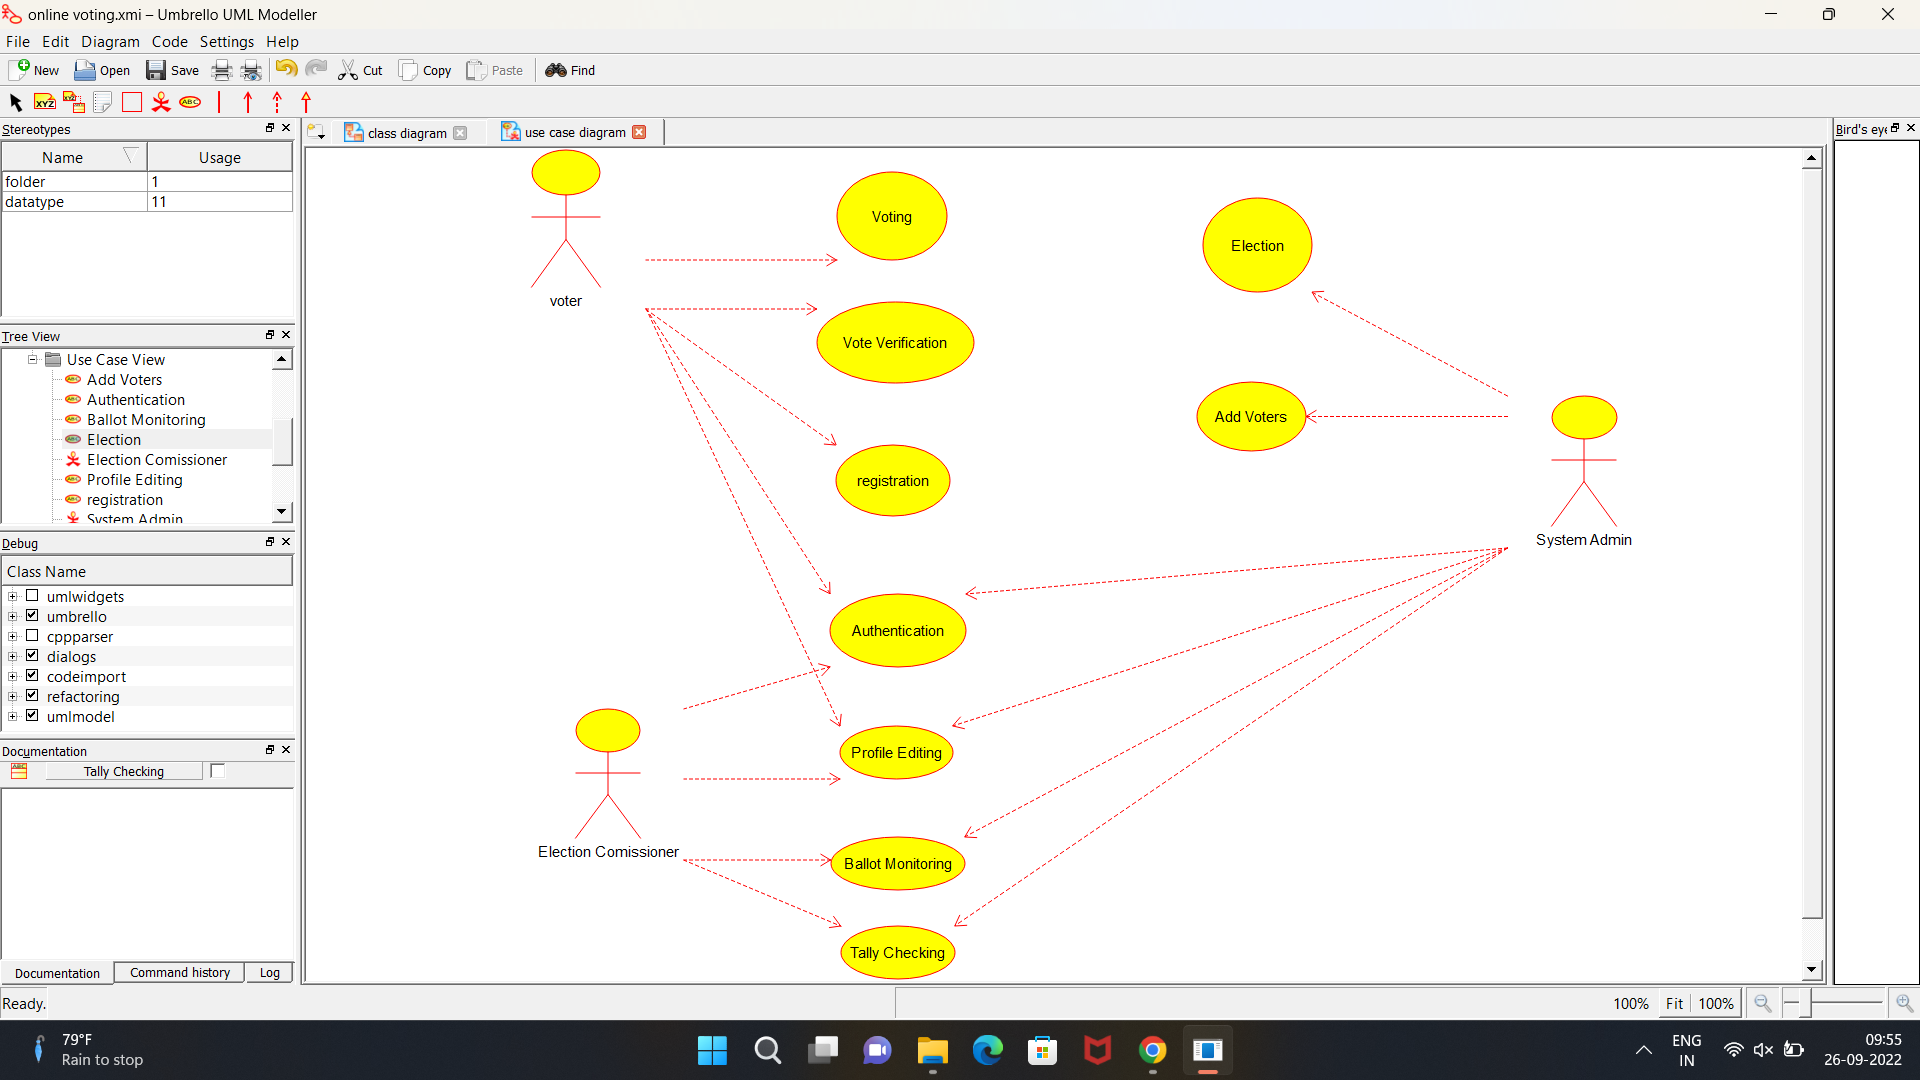 online voting.xmi – Umbrello UML Modeller
File Edit Diagram Code Settings Help
New Open Save Cut Copy Paste Find
XYZ XYZ ABC
Stereotypes
Name Usage
folder 1
datatype 11
Tree View
Use Case View
Add Voters
Authentication
Ballot Monitoring
Election
Election Comissioner
Profile Editing
registration
System Admin
Debug
Class Name
umlwidgets
umbrello
cppparser
dialogs
codeimport
refactoring
umlmodel
Documentation
Tally Checking
Documentation Command history Log
class diagram use case diagram
voter
Voting
Vote Verification
registration
Authentication
Profile Editing
Ballot Monitoring
Tally Checking
Election Comissioner
Election
Add Voters
System Admin
Bird's eye
Ready.
100% Fit 100%
79°F
Rain to stop
ENG
IN
09:55
26-09-2022